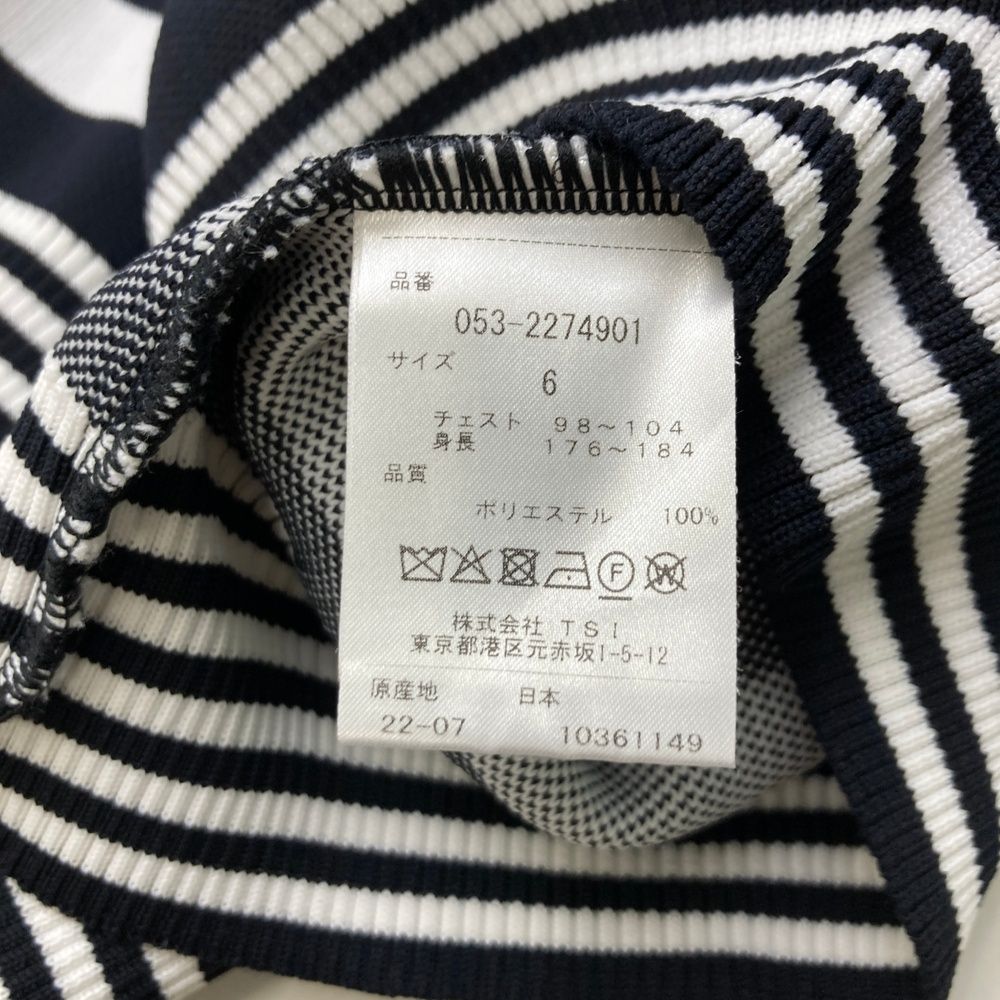 品番
053-2274901
サイズ
6
チェスト 98～104
身長 176～184
品質
ポリエステル 100%
F W
株式会社 TSI
東京都港区元赤坂1-5-12
原産地 日本
22-07 10361149